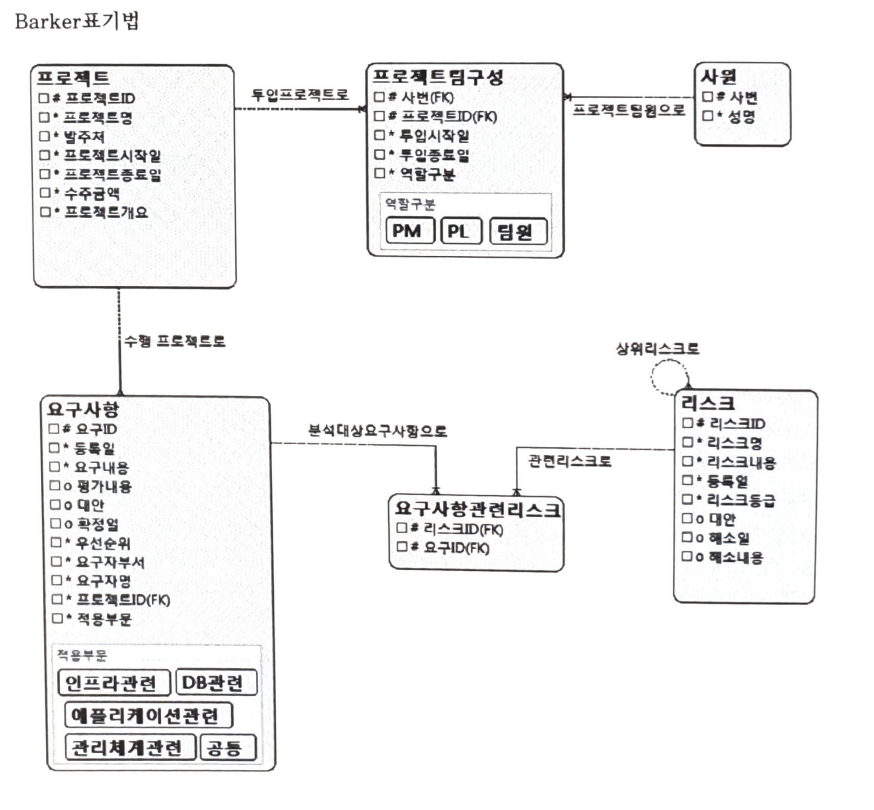 Barker표기법
프로젝트
□ # 프로젝트ID
□ * 프로젝트명
□ * 발주처
□ * 프로젝트시작일
□ * 프로젝트종료일
□ * 수주금액
□ * 프로젝트개요
투입프로젝트로
프로젝트팀구성
□ # 사번(FK)
□ # 프로젝트ID(FK)
□ * 투입시작일
□ * 투입종료일
□ * 역할구분
역할구분
PM PL 팀원
프로젝트팀원으로
사원
□ # 사번
□ * 성명
수행 프로젝트로
요구사항
□ # 요구ID
□ * 등록일
□ * 요구내용
□ o 평가내용
□ o 대안
□ o 확정일
□ * 우선순위
□ * 요구자부서
□ * 요구자명
□ * 프로젝트ID(FK)
□ * 적용부문
적용부문
인프라관련 DB관련
애플리케이션관련
관리체계관련 공통
분석대상요구사항으로
관련리스크로
요구사항관련리스크
□ # 리스크ID(FK)
□ # 요구ID(FK)
상위리스크로
리스크
□ # 리스크ID
□ * 리스크명
□ * 리스크내용
□ * 등록일
□ * 리스크등급
□ o 대안
□ o 해소일
□ o 해소내용